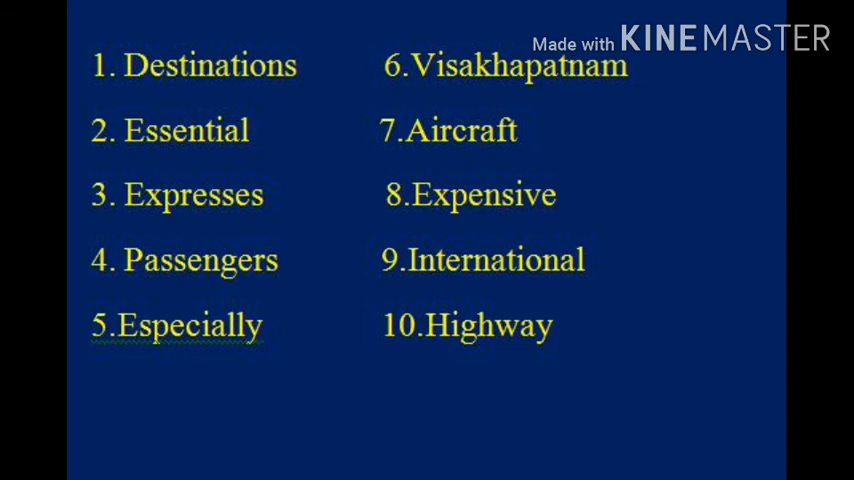 Made with KINEMASTER
1. Destinations
2. Essential
3. Expresses
4. Passengers
5.Especially
6.Visakhapatnam
7.Aircraft
8.Expensive
9.International
10.Highway